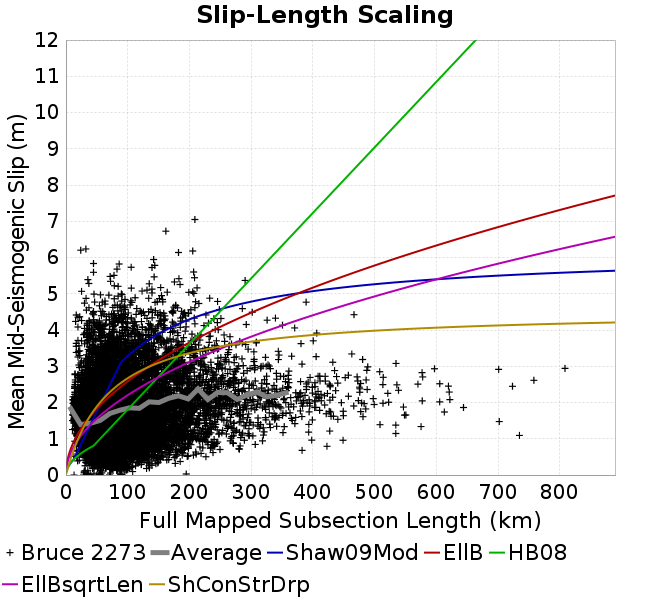 Slip-Length Scaling
Mean Mid-Seismogenic Slip (m)
12
11
10
9
8
7
6
5
4
3
2
1
0
0 100 200 300 400 500 600 700 800
Full Mapped Subsection Length (km)
Bruce 2273 Average Shaw09Mod EllB HB08
EllBsqrtLen ShConStrDrp